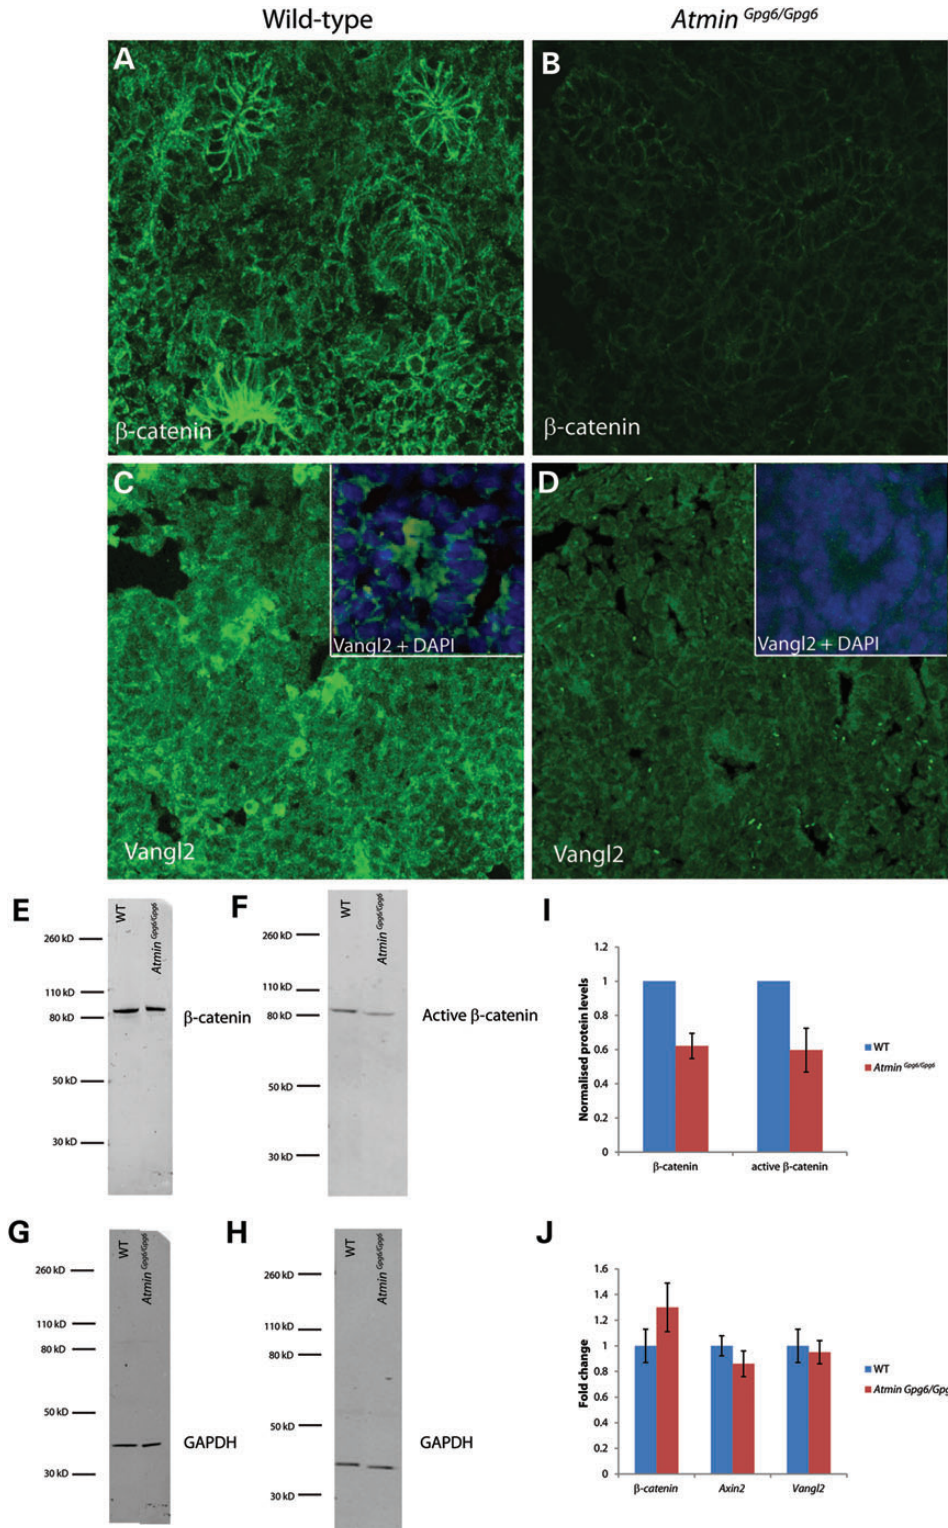 Wild-type
Atmin Gpg6/Gpg6
A
B
β-catenin
β-catenin
C
D
Vangl2 + DAPI
Vangl2 + DAPI
Vangl2
Vangl2
E
WT
Atmin Gpg6/Gpg6
260 kD
110 kD
80 kD
50 kD
30 kD
β-catenin
F
WT
Atmin Gpg6/Gpg6
260 kD
110 kD
80 kD
50 kD
30 kD
Active β-catenin
I
Normalised protein levels
1.2
1
0.8
0.6
0.4
0.2
0
β-catenin
active β-catenin
WT
Atmin Gpg6/Gpg6
G
WT
Atmin Gpg6/Gpg6
260 kD
110 kD
80 kD
50 kD
30 kD
GAPDH
H
WT
Atmin Gpg6/Gpg6
260 kD
110 kD
80 kD
50 kD
30 kD
GAPDH
J
Fold change
1.6
1.4
1.2
1
0.8
0.6
0.4
0.2
0
β-catenin
Axin2
Vangl2
WT
Atmin Gpg6/Gpg